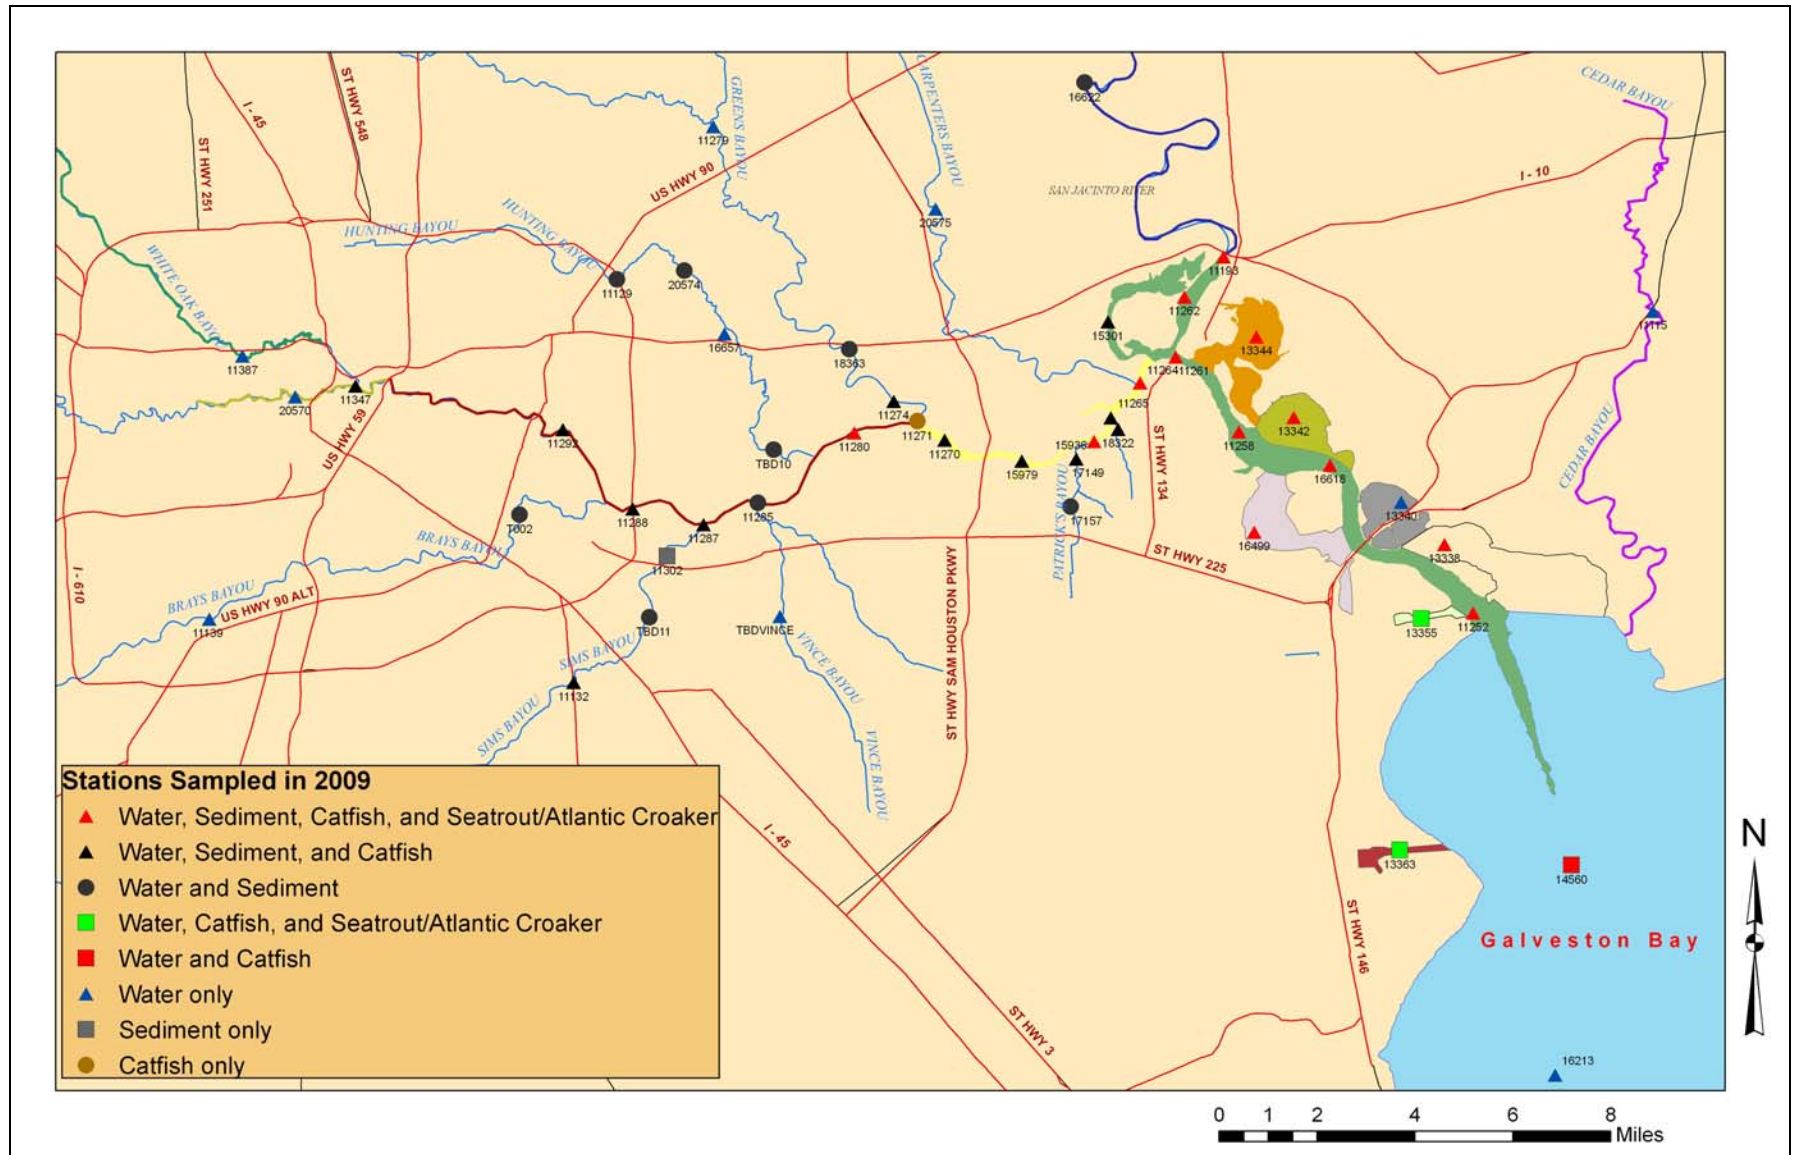 CEDAR BAYOU
ST HWY 548
I - 45
ST HWY 251
GREENS BAYOU
CARPENTERS BAYOU
16622
11279
US HWY 90
I - 10
SAN JACINTO RIVER
20575
HUNTING BAYOU
HUNTING BAYOU
WHITE OAK BAYOU
11193
20574
11129
11262
11115
15301
16657
13344
18363
11387
11264 11261
11347
20570
11265
11274
US HWY 59
13342
11271
11292
11280
11270
11258
15936
18322
ST HWY 134
CEDAR BAYOU
TBD10
15979
17149
16618
11288
11285
17157
13340
T002
11287
PATRICK'S BAYOU
BRAYS BAYOU
16499
13338
11302
ST HWY 225
I - 610
BRAYS BAYOU
US HWY 90 ALT
11139
TBD11
TBDVINCE
13355
11252
SIMS BAYOU
VINCE BAYOU
ST HWY SAM HOUSTON PKWY
11132
SIMS BAYOU
VINCE BAYOU
Stations Sampled in 2009
Water, Sediment, Catfish, and Seatrout/Atlantic Croaker
Water, Sediment, and Catfish
Water and Sediment
Water, Catfish, and Seatrout/Atlantic Croaker
Water and Catfish
Water only
Sediment only
Catfish only
I - 45
ST HWY 3
13363
14560
ST HWY 146
Galveston Bay
16213
N
0 1 2 4 6 8
Miles